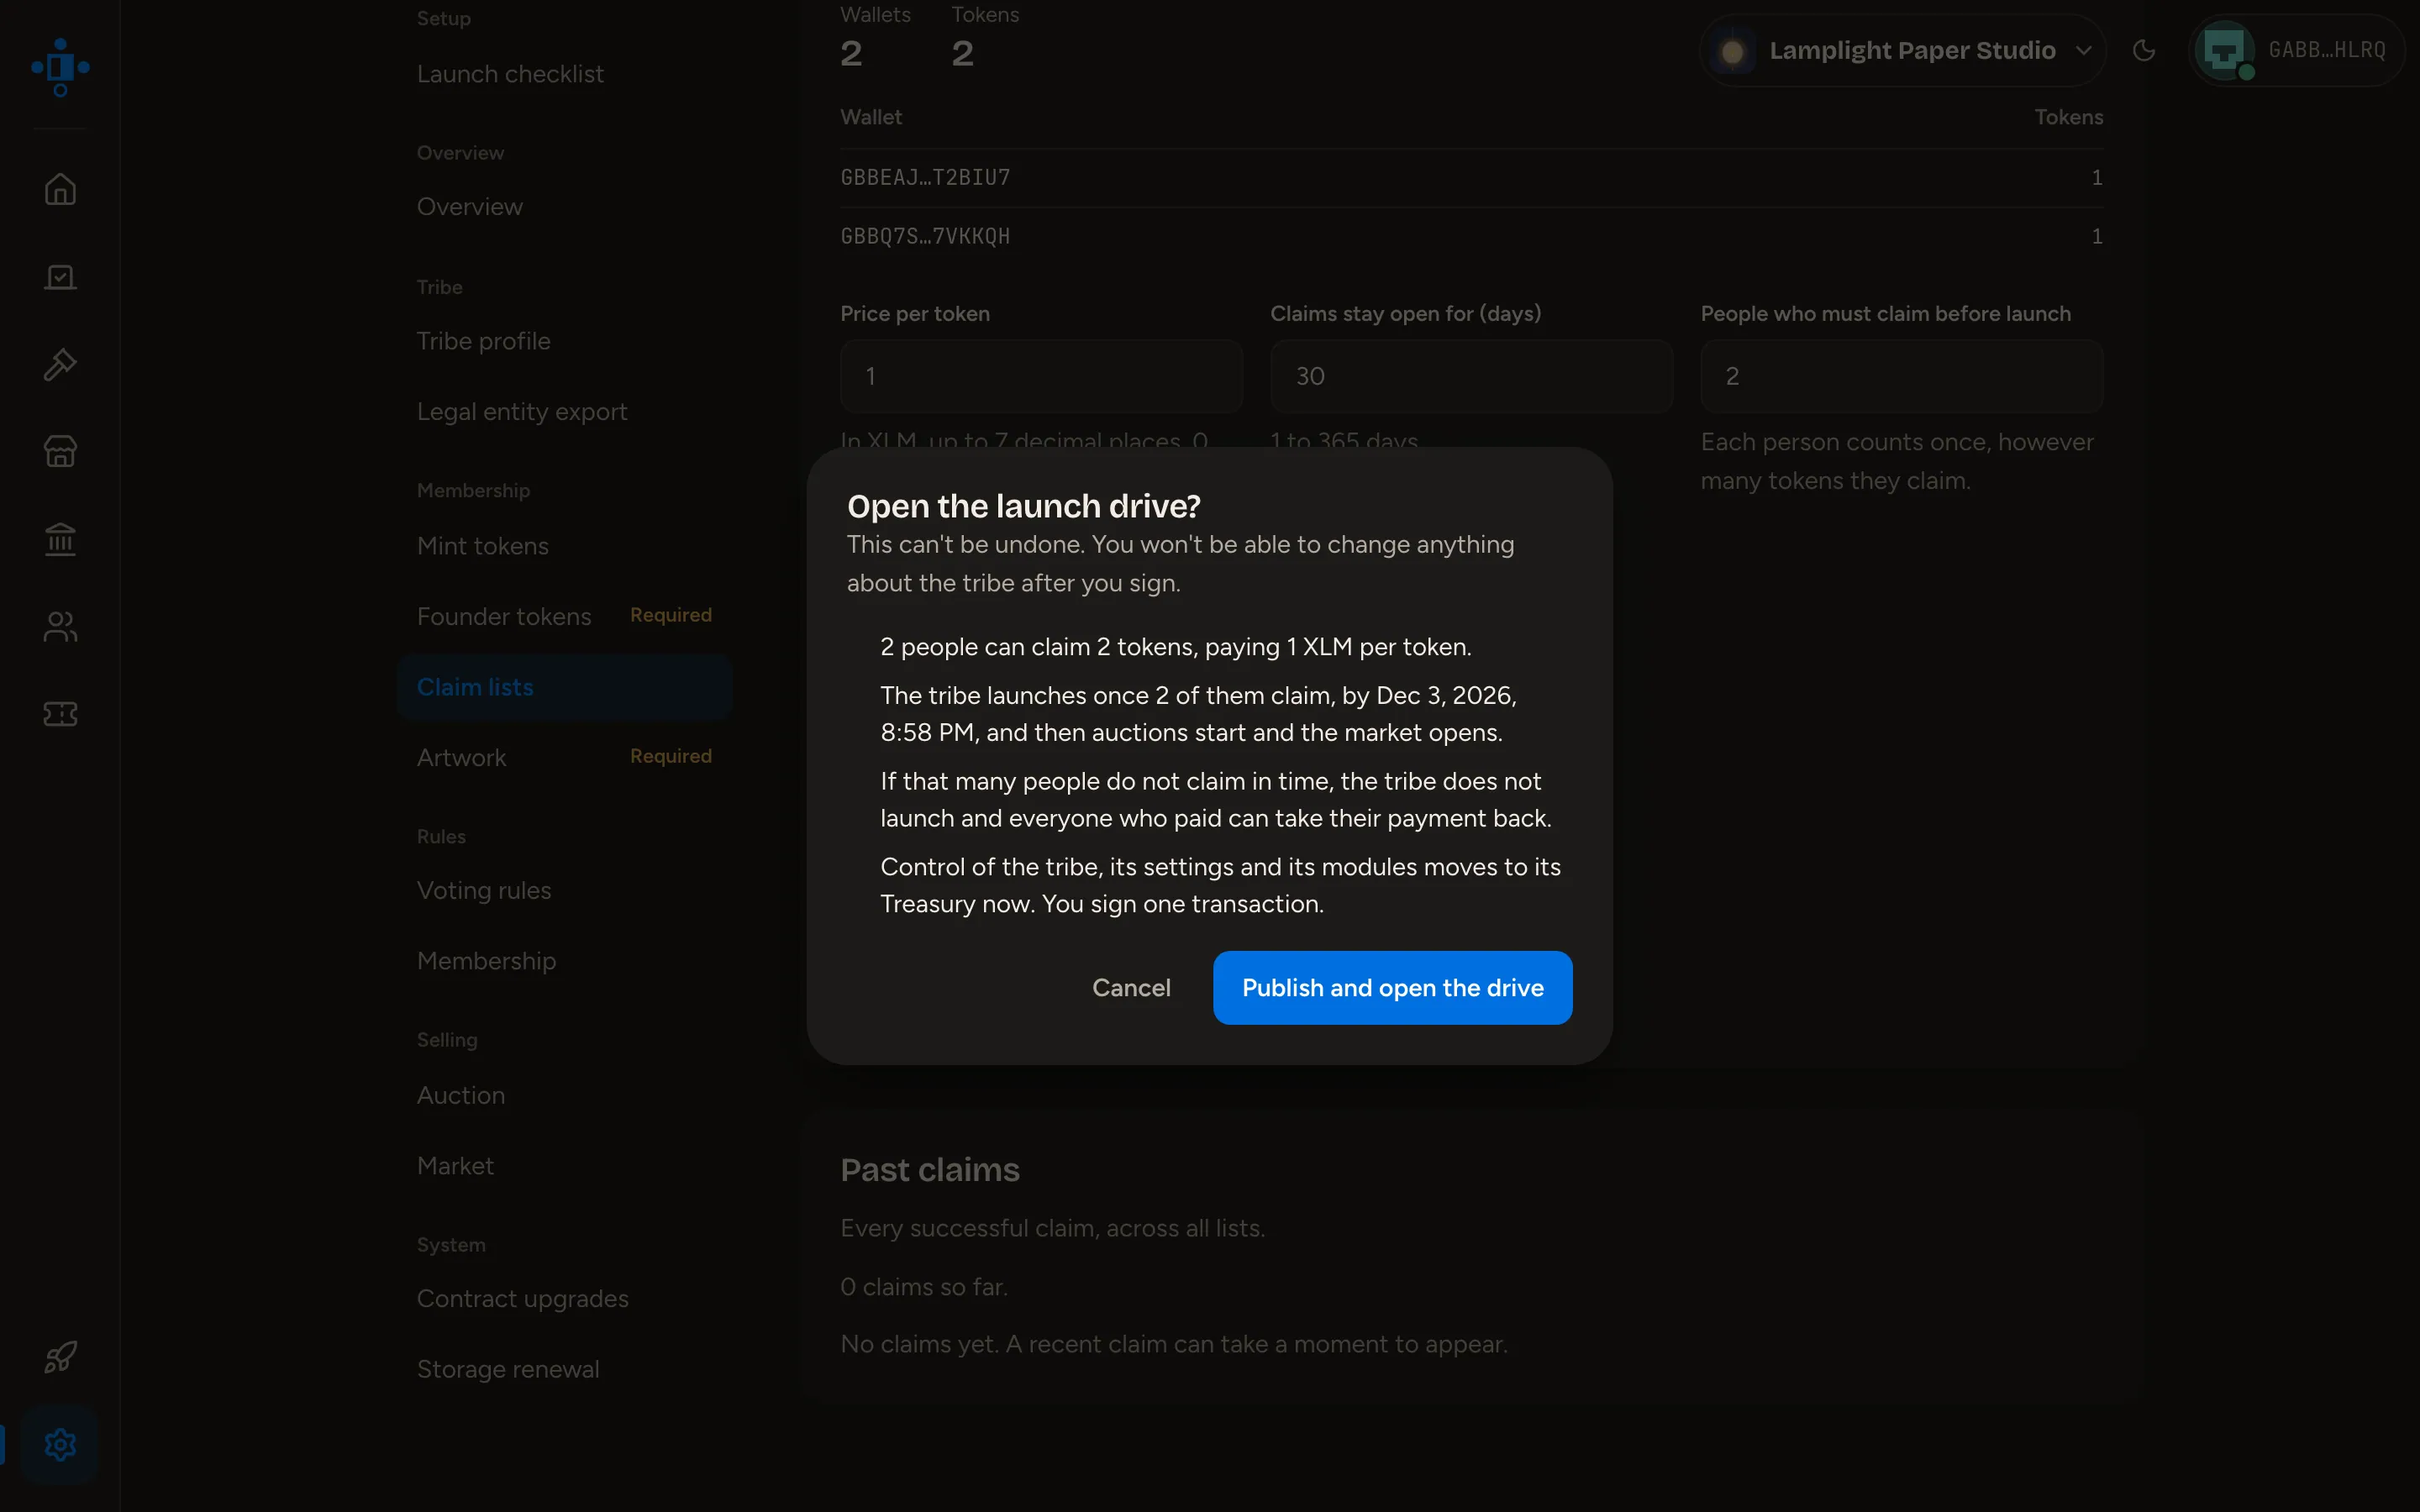 Setup
Launch checklist
Overview
Overview
Tribe
Tribe profile
Legal entity export
Membership
Mint tokens
Founder tokens Required
Claim lists
Artwork Required
Rules
Voting rules
Membership
Selling
Auction
Market
System
Contract upgrades
Storage renewal
Lamplight Paper Studio
GABB…HLRQ
Wallets Tokens
2 2
Wallet Tokens
GBBEAJ…T2BIU7 1
GBBQ7S…7VKKQH 1
Price per token Claims stay open for (days) People who must claim before launch
1 30 2
In XLM, up to 7 decimal places. 0 1 to 365 days. Each person counts once, however
many tokens they claim.
Open the launch drive?
This can't be undone. You won't be able to change anything
about the tribe after you sign.
2 people can claim 2 tokens, paying 1 XLM per token.
The tribe launches once 2 of them claim, by Dec 3, 2026,
8:58 PM, and then auctions start and the market opens.
If that many people do not claim in time, the tribe does not
launch and everyone who paid can take their payment back.
Control of the tribe, its settings and its modules moves to its
Treasury now. You sign one transaction.
Cancel Publish and open the drive
Past claims
Every successful claim, across all lists.
0 claims so far.
No claims yet. A recent claim can take a moment to appear.